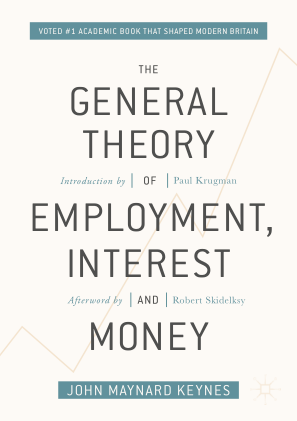 VOTED #1 ACADEMIC BOOK THAT SHAPED MODERN BRITAIN
THE
GENERAL
THEORY
Introduction by | OF | Paul Krugman
EMPLOYMENT,
INTEREST
Afterword by | AND | Robert Skidelksy
MONEY
JOHN MAYNARD KEYNES